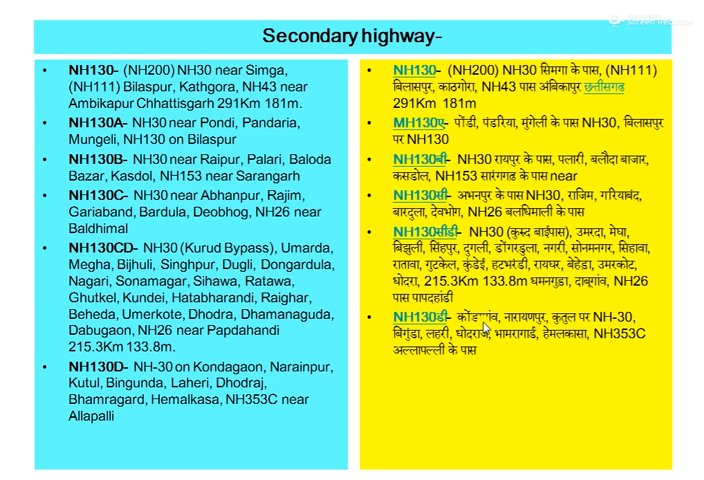 Secondary highway-
• NH130- (NH200) NH30 near Simga,
(NH111) Bilaspur, Kathgora, NH43 near
Ambikapur Chhattisgarh 291Km 181m.
• NH130A- NH30 near Pondi, Pandaria,
Mungeli, NH130 on Bilaspur
• NH130B- NH30 near Raipur, Palari, Baloda
Bazar, Kasdol, NH153 near Sarangarh
• NH130C- NH30 near Abhanpur, Rajim,
Gariaband, Bardula, Deobhog, NH26 near
Baldhimal
• NH130CD- NH30 (Kurud Bypass), Umarda,
Megha, Bijhuli, Singhpur, Dugli, Dongardula,
Nagari, Sonamagar, Sihawa, Ratawa,
Ghutkel, Kundei, Hatabharandi, Raighar,
Beheda, Umerkote, Dhodra, Dhamanaguda,
Dabugaon, NH26 near Papdahandi
215.3Km 133.8m.
• NH130D- NH-30 on Kondagaon, Narainpur,
Kutul, Bingunda, Laheri, Dhodraj,
Bhamragard, Hemalkasa, NH353C near
Allapalli
• NH130- (NH200) NH30 सिमगा के पास, (NH111)
बिलासपुर, काठगोरा, NH43 पास अंबिकापुर छत्तीसगढ़
291Km 181m
• MH130ए- पोंडी, पंडरिया, मुंगेली के पास NH30, बिलासपुर
पर NH130
• NH130बी- NH30 रायपुर के पास, पलारी, बलौदा बाजार,
कसडोल, NH153 सारंगगढ़ के पास near
• NH130सी- अभनपुर के पास NH30, राजिम, गरियाबंद,
बारदुला, देवभोग, NH26 बलधिमाली के पास
• NH130सीडी- NH30 (कुरूद बाईपास), उमरदा, मेघा,
बिझुली, सिंहपुर, दुगली, डोंगरडुला, नगरी, सोनमनगर, सिहावा,
रातावा, गुटकेल, कुंडेई, हटभरंडी, रायघर, बेहेडा, उमरकोट,
धोदरा, 215.3Km 133.8m धमनगुडा, दाबूगांव, NH26
पास पापदहांडी
• NH130डी- नारायणपुर, कुतुल पर NH-30,
बिंगुंडा, लहरी, धोदराज, भामरागार्ड, हेमलकासा, NH353C
अल्लापल्ली के पास